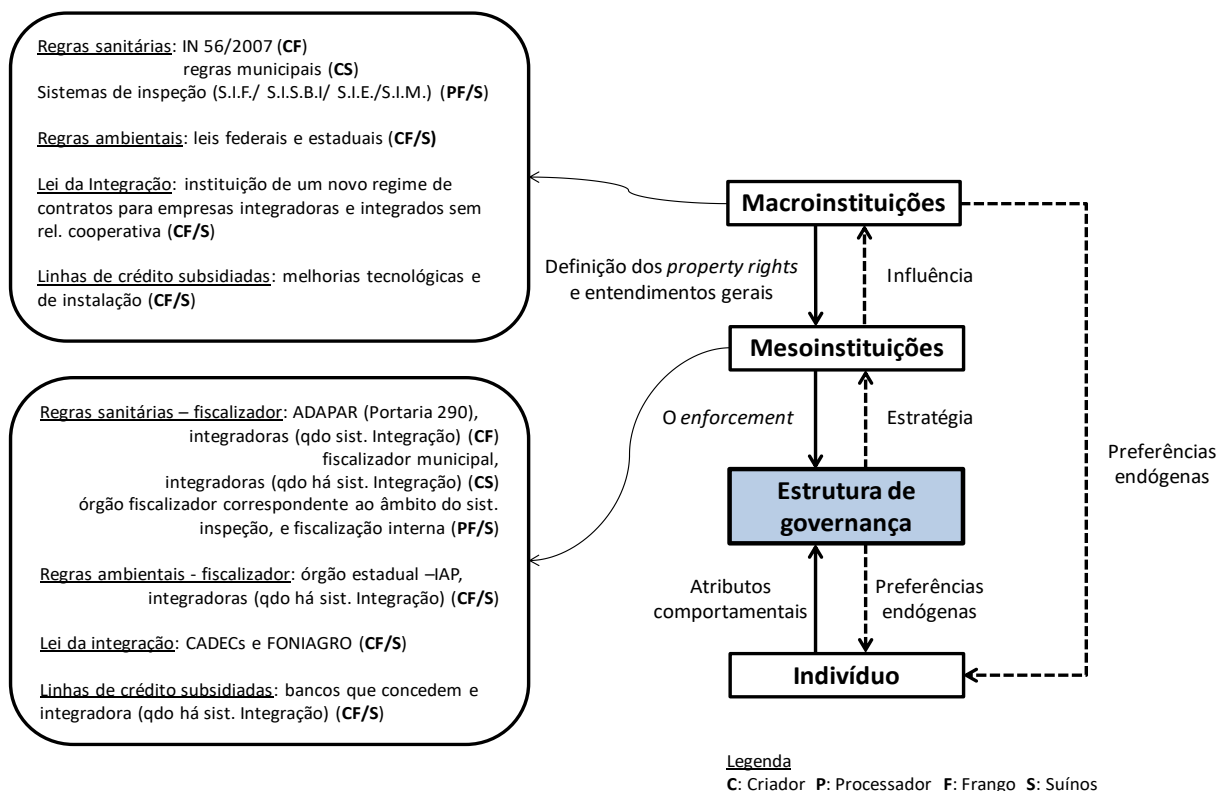 Regras sanitárias: IN 56/2007 (CF)
regras municipais (CS)
Sistemas de inspeção (S.I.F./ S.I.S.B.I/ S.I.E./S.I.M.) (PF/S)
Regras ambientais: leis federais e estaduais (CF/S)
Lei da Integração: instituição de um novo regime de
contratos para empresas integradoras e integrados sem
rel. cooperativa (CF/S)
Linhas de crédito subsidiadas: melhorias tecnológicas e
de instalação (CF/S)
Regras sanitárias – fiscalizador: ADAPAR (Portaria 290),
integradoras (qdo sist. Integração) (CF)
fiscalizador municipal,
integradoras (qdo há sist. Integração) (CS)
órgão fiscalizador correspondente ao âmbito do sist.
inspeção, e fiscalização interna (PF/S)
Regras ambientais - fiscalizador: órgão estadual –IAP,
integradoras (qdo há sist. Integração) (CF/S)
Lei da integração: CADECs e FONIAGRO (CF/S)
Linhas de crédito subsidiadas: bancos que concedem e
integradora (qdo há sist. Integração) (CF/S)
Macroinstituições
Definição dos property rights
e entendimentos gerais
Influência
Mesoinstituições
O enforcement
Estratégia
Preferências
endógenas
Estrutura de
governança
Atributos
comportamentais
Preferências
endógenas
Indivíduo
Legenda
C: Criador P: Processador F: Frango S: Suínos